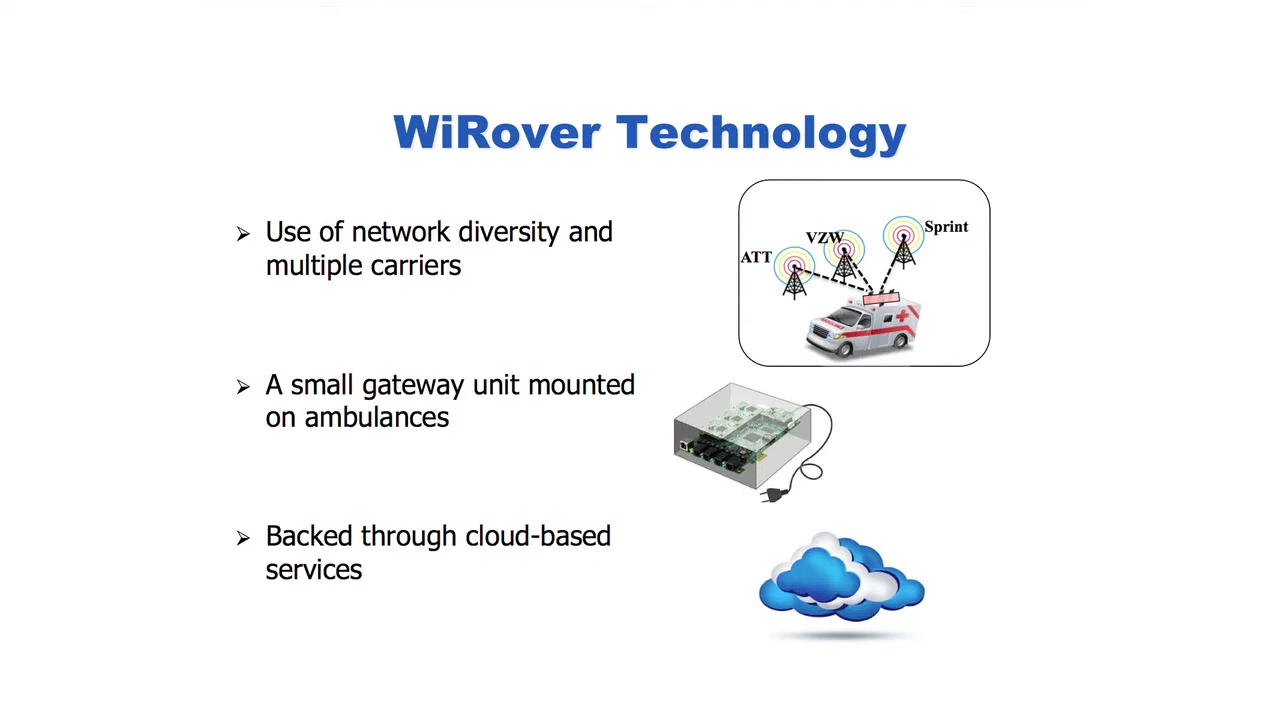 WiRover Technology
➢ Use of network diversity and
multiple carriers
ATT
VZW
Sprint
➢ A small gateway unit mounted
on ambulances
➢ Backed through cloud-based
services